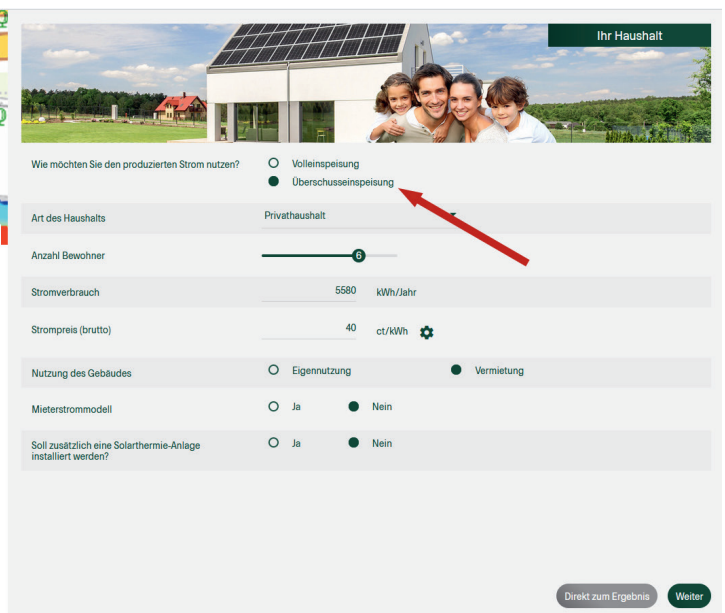 Ihr Haushalt
Wie möchten Sie den produzierten Strom nutzen?
Volleinspeisung
Überschusseinspeisung
Art des Haushalts
Privathaushalt
Anzahl Bewohner
6
Stromverbrauch
5580 kWh/Jahr
Strompreis (brutto)
40 ct/kWh
Nutzung des Gebäudes
Eigennutzung
Vermietung
Mieterstrommodell
Ja
Nein
Soll zusätzlich eine Solarthermie-Anlage
installiert werden?
Ja
Nein
Direkt zum Ergebnis
Weiter